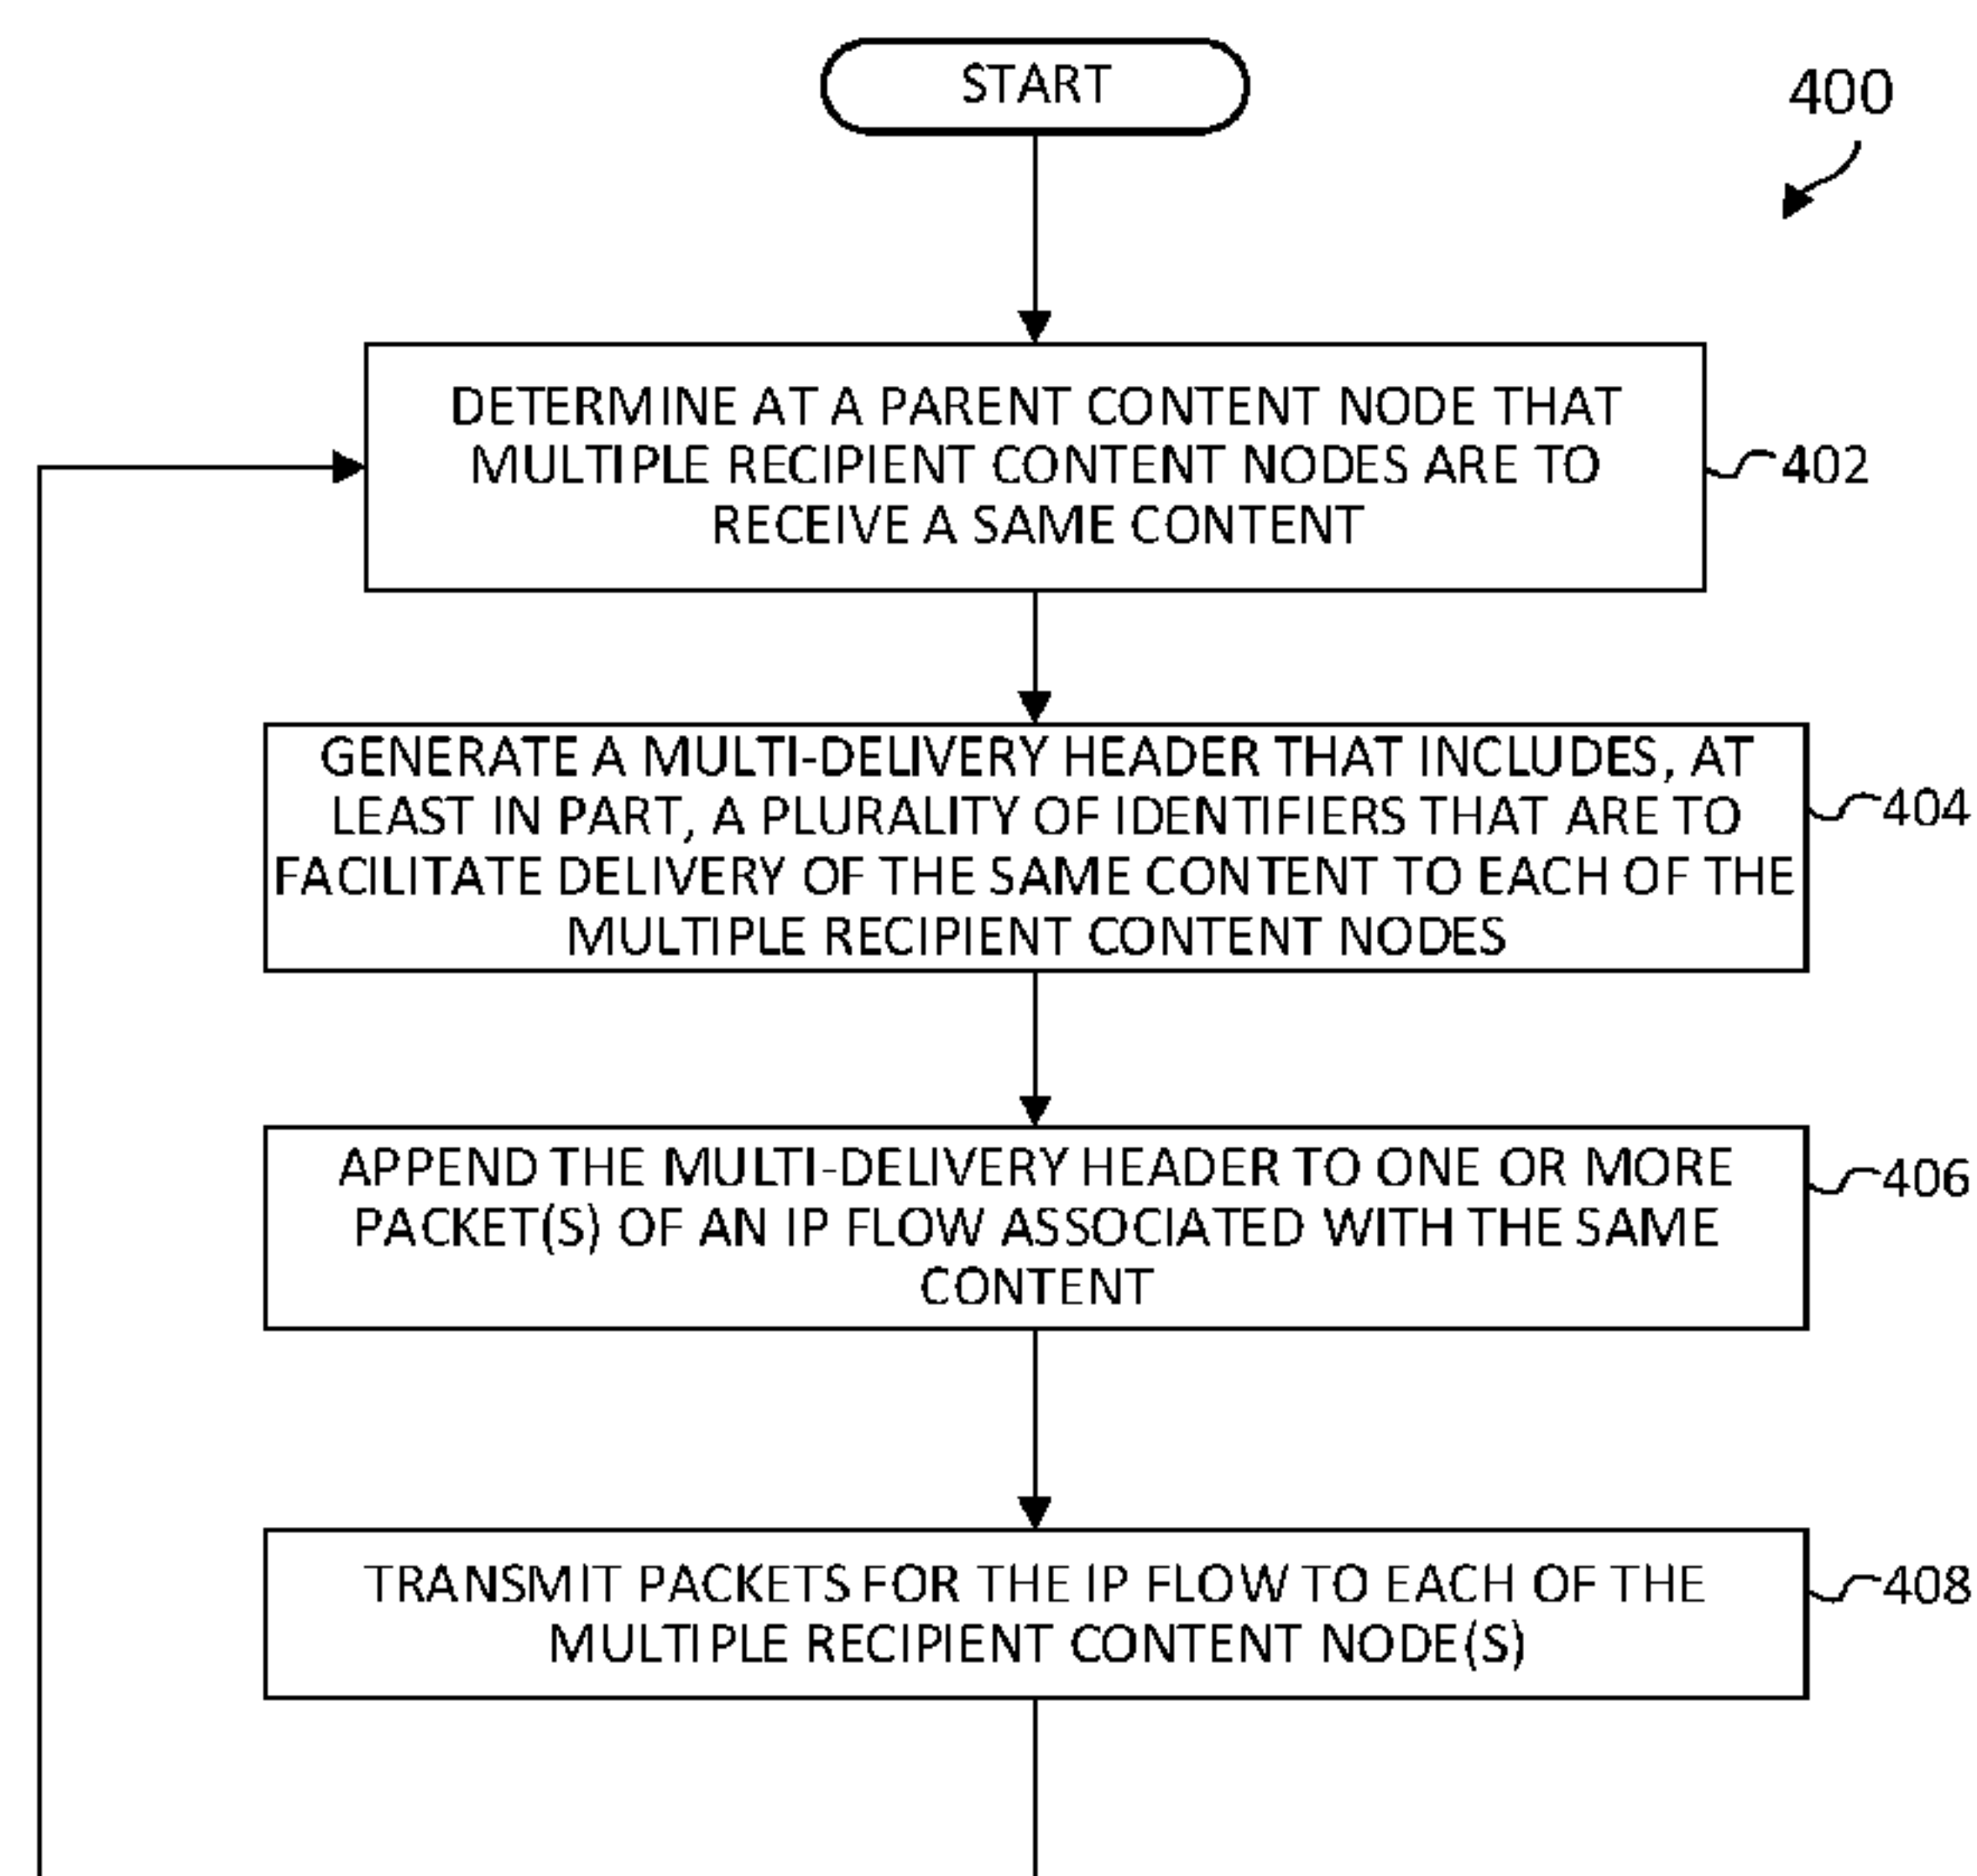 START
400
DETERMINE AT A PARENT CONTENT NODE THAT
MULTIPLE RECIPIENT CONTENT NODES ARE TO
RECEIVE A SAME CONTENT
402
GENERATE A MULTI-DELIVERY HEADER THAT INCLUDES, AT
LEAST IN PART, A PLURALITY OF IDENTIFIERS THAT ARE TO
FACILITATE DELIVERY OF THE SAME CONTENT TO EACH OF THE
MULTIPLE RECIPIENT CONTENT NODES
404
APPEND THE MULTI-DELIVERY HEADER TO ONE OR MORE
PACKET(S) OF AN IP FLOW ASSOCIATED WITH THE SAME
CONTENT
406
TRANSMIT PACKETS FOR THE IP FLOW TO EACH OF THE
MULTIPLE RECIPIENT CONTENT NODE(S)
408